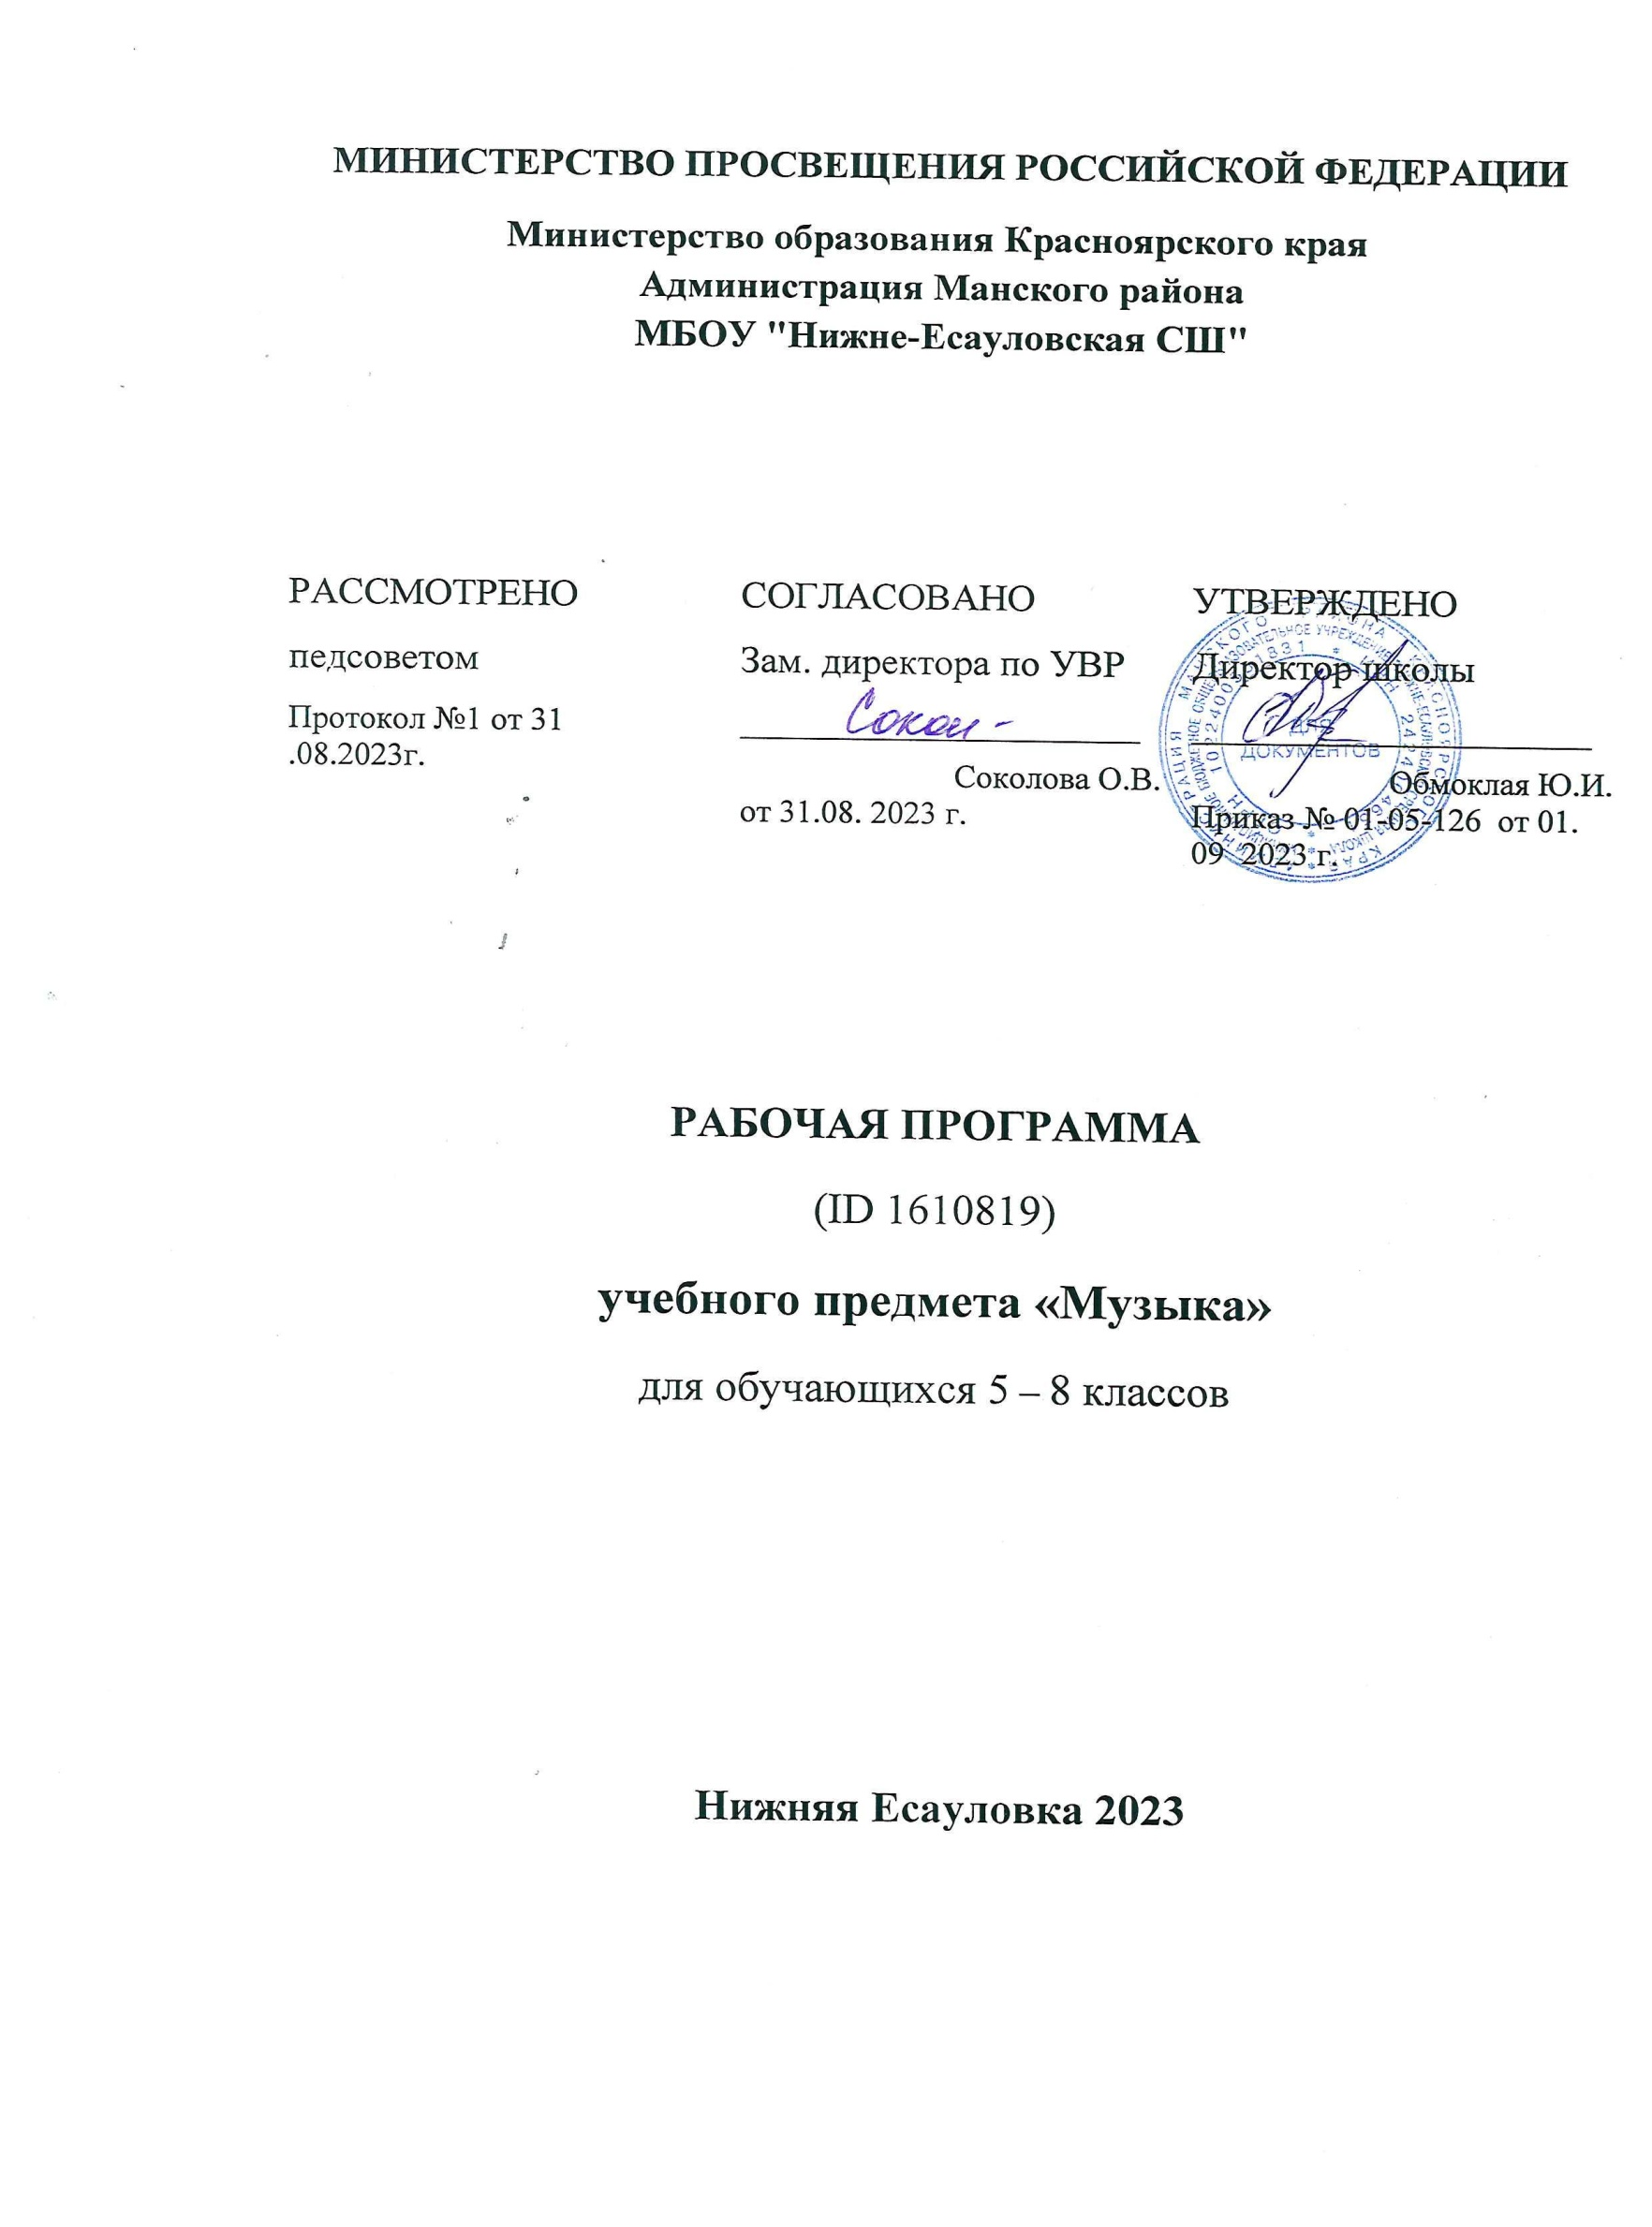 МИНИСТЕРСТВО ПРОСВЕЩЕНИЯ РОССИЙСКОЙ ФЕДЕРАЦИИ
Министерство образования Красноярского края
Администрация Манского района
МБОУ "Нижне-Есауловская СШ"
РАССМОТРЕНО
педсоветом
Протокол №1 от 31
.08.2023г.
СОГЛАСОВАНО
Зам. директора по УВР
Соколова О.В.
от 31.08. 2023 г.
УТВЕРЖДЕНО
Директор школы
ДЛЯ
ДОКУМЕНТОВ
Обмоклая Ю.И.
Приказ № 01-05-126 от 01.
09 2023 г.
РАБОЧАЯ ПРОГРАММА
(ID 1610819)
учебного предмета «Музыка»
для обучающихся 5 – 8 классов
Нижняя Есауловка 2023